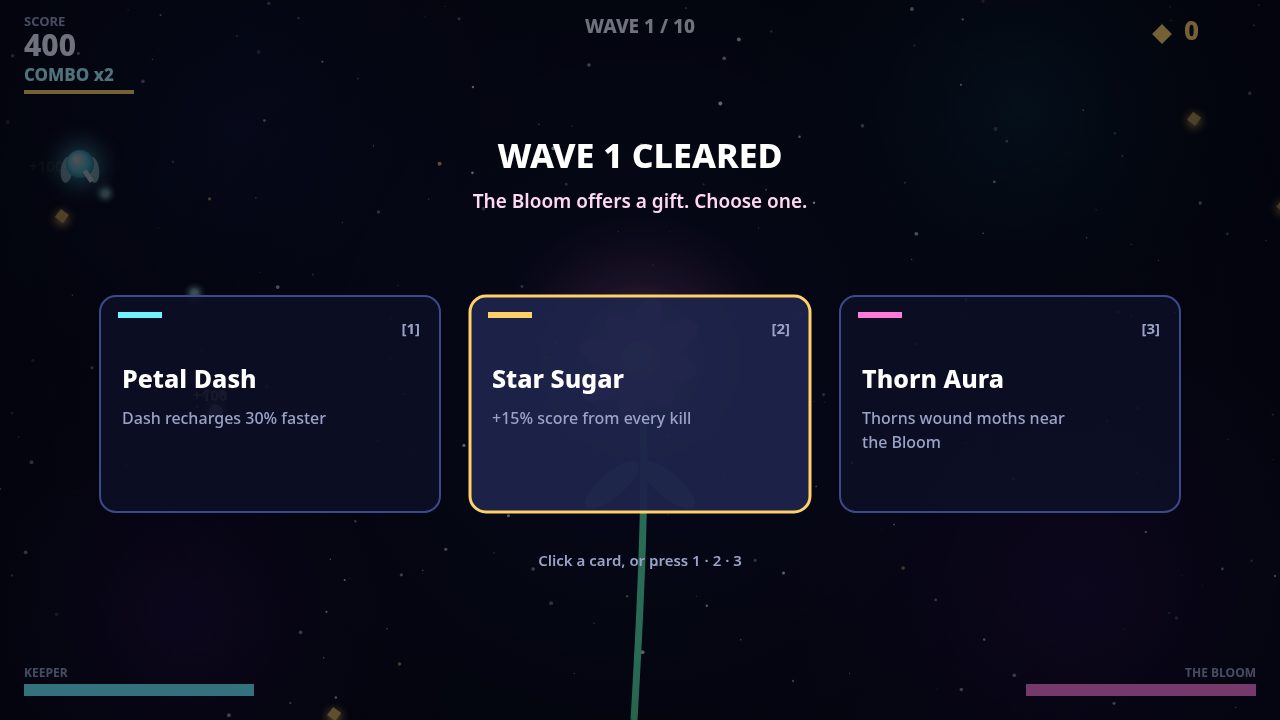 SCORE
400
COMBO x2
WAVE 1 / 10
0
+100
WAVE 1 CLEARED
The Bloom offers a gift. Choose one.
[1]
Petal Dash
Dash recharges 30% faster
+100
[2]
Star Sugar
+15% score from every kill
[3]
Thorn Aura
Thorns wound moths near
the Bloom
Click a card, or press 1 · 2 · 3
KEEPER
THE BLOOM